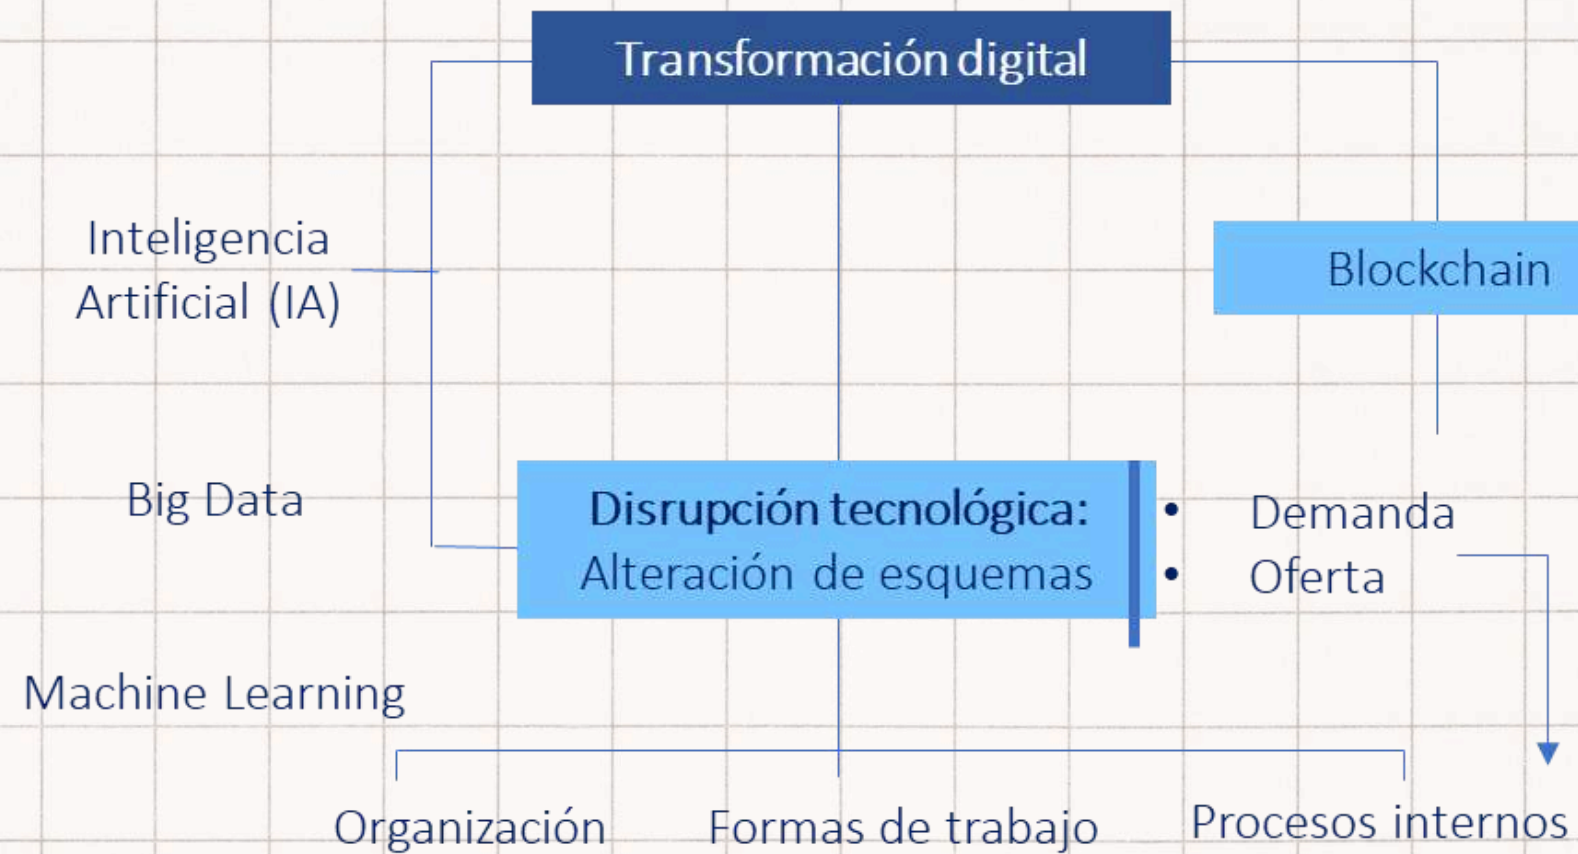 Transformación digital
Inteligencia
Artificial (IA)
Blockchain
Big Data
Disrupción tecnológica:
Alteración de esquemas
• Demanda
• Oferta
Machine Learning
Organización
Formas de trabajo
Procesos internos